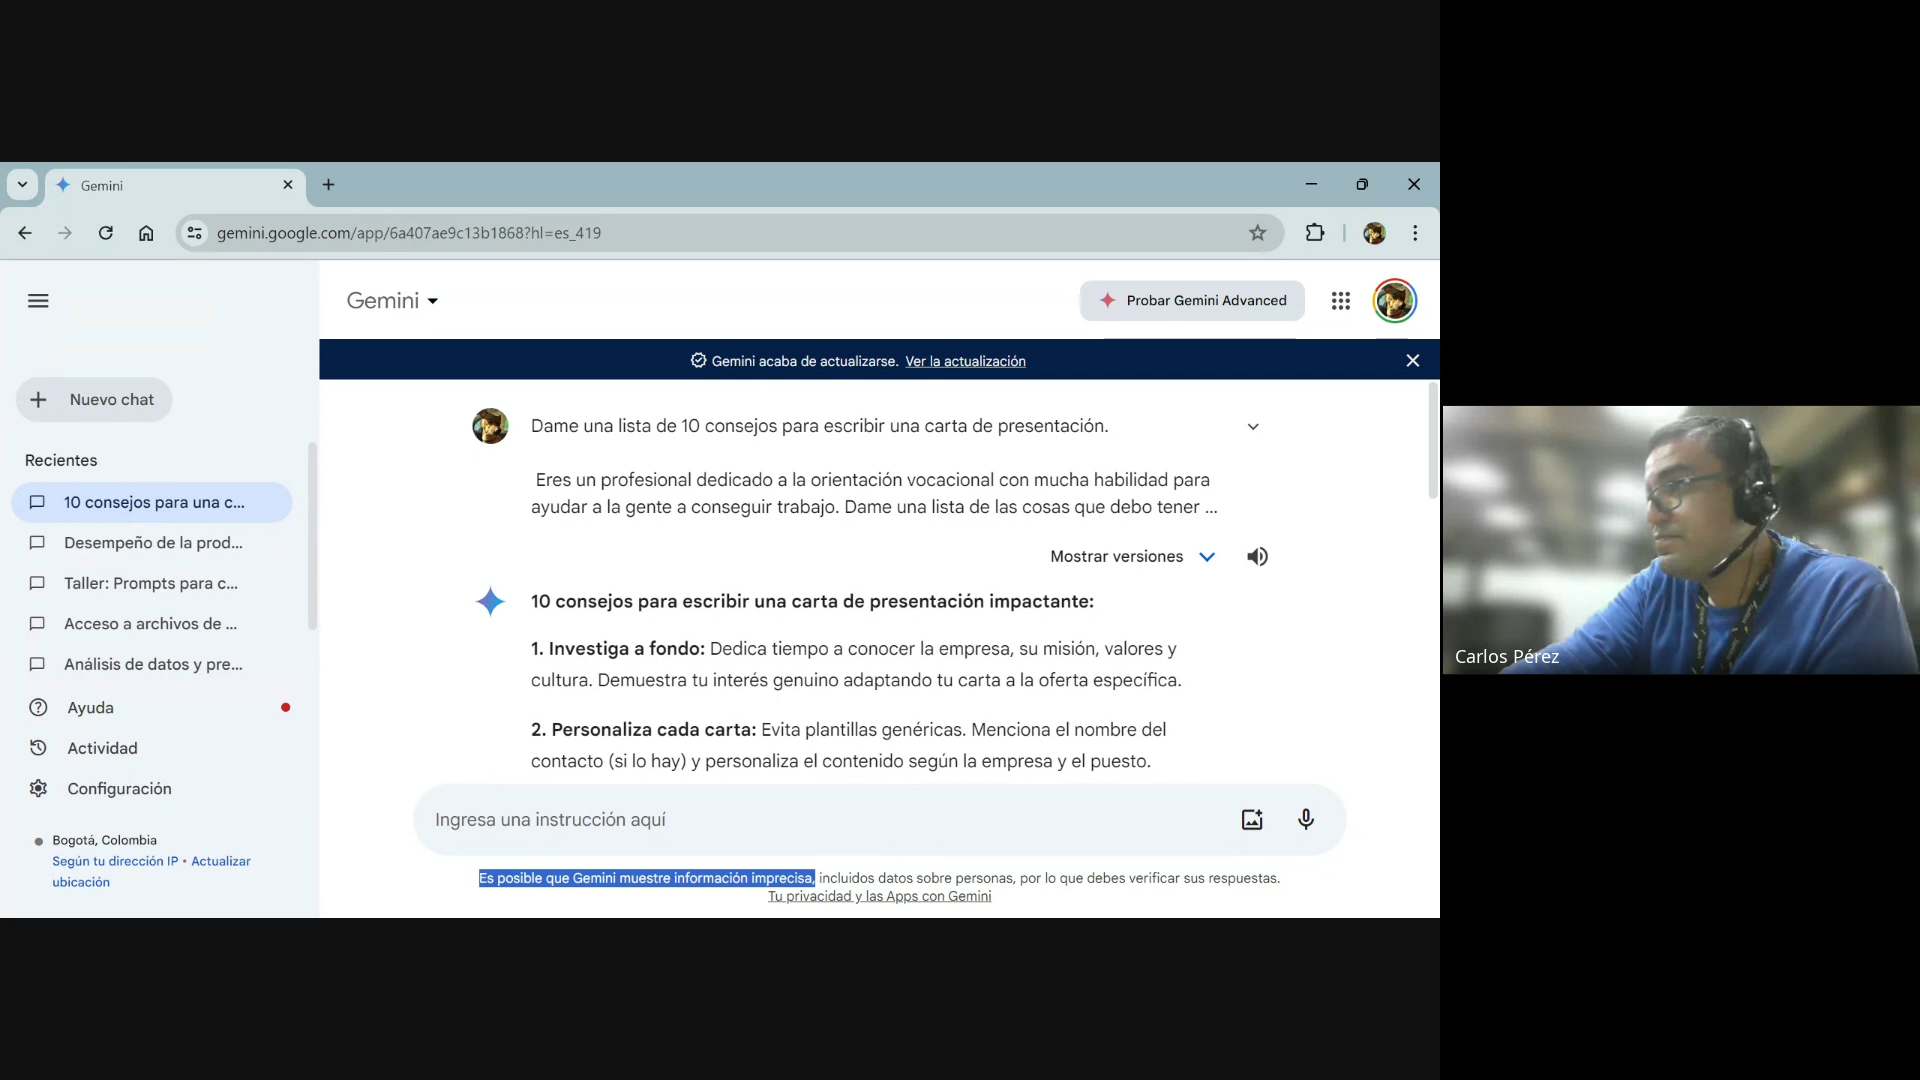 Gemini
gemini.google.com/app/6a407ae9c13b1868?hl=es_419
Gemini
Probar Gemini Advanced
Gemini acaba de actualizarse. Ver la actualización
Nuevo chat
Recientes
10 consejos para una c...
Desempeño de la prod...
Taller: Prompts para c...
Acceso a archivos de ...
Análisis de datos y pre...
Ayuda
Actividad
Configuración
Bogotá, Colombia
Según tu dirección IP • Actualizar
ubicación
Dame una lista de 10 consejos para escribir una carta de presentación.
Eres un profesional dedicado a la orientación vocacional con mucha habilidad para
ayudar a la gente a conseguir trabajo. Dame una lista de las cosas que debo tener ...
Mostrar versiones
10 consejos para escribir una carta de presentación impactante:
1. Investiga a fondo: Dedica tiempo a conocer la empresa, su misión, valores y
cultura. Demuestra tu interés genuino adaptando tu carta a la oferta específica.
2. Personaliza cada carta: Evita plantillas genéricas. Menciona el nombre del
contacto (si lo hay) y personaliza el contenido según la empresa y el puesto.
Ingresa una instrucción aquí
Es posible que Gemini muestre información imprecisa, incluidos datos sobre personas, por lo que debes verificar sus respuestas.
Tu privacidad y las Apps con Gemini
Carlos Pérez